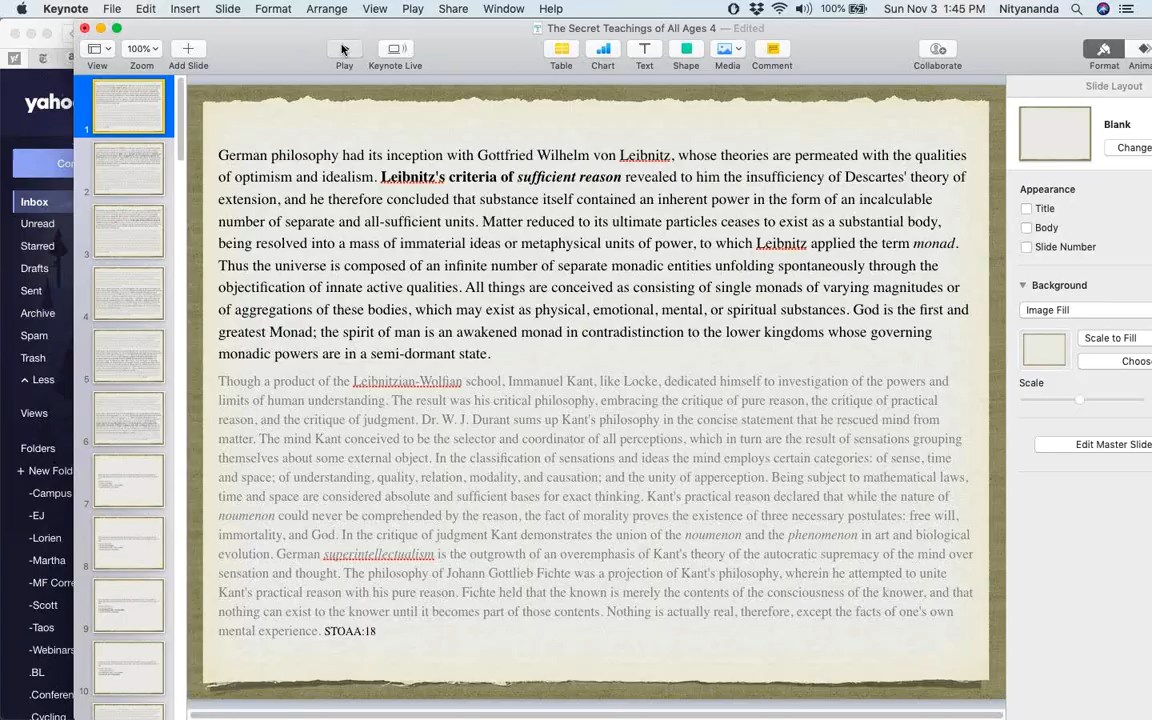 Keynote File Edit Insert Slide Format Arrange View Play Share Window Help 100% Sun Nov 3 1:45 PM Nityananda
The Secret Teachings of All Ages 4 — Edited
100%
View Zoom Add Slide Play Keynote Live Table Chart Text Shape Media Comment Collaborate Format Anima
yaho
Co
Inbox
Unread
Starred
Drafts
Sent
Archive
Spam
Trash
Less
Views
Folders
New Fold
-Campus
-EJ
-Lorien
-Martha
-MF Corre
-Scott
-Taos
-Webinars
.BL
.Conferen
.Cycling
1
2
3
4
5
6
7
8
9
10
German philosophy had its inception with Gottfried Wilhelm von Leibnitz, whose theories are permeated with the qualities
of optimism and idealism. Leibnitz's criteria of sufficient reason revealed to him the insufficiency of Descartes' theory of
extension, and he therefore concluded that substance itself contained an inherent power in the form of an incalculable
number of separate and all-sufficient units. Matter reduced to its ultimate particles ceases to exist as a substantial body,
being resolved into a mass of immaterial ideas or metaphysical units of power, to which Leibnitz applied the term monad.
Thus the universe is composed of an infinite number of separate monadic entities unfolding spontaneously through the
objectification of innate active qualities. All things are conceived as consisting of single monads of varying magnitudes or
of aggregations of these bodies, which may exist as physical, emotional, mental, or spiritual substances. God is the first and
greatest Monad; the spirit of man is an awakened monad in contradistinction to the lower kingdoms whose governing
monadic powers are in a semi-dormant state.
Though a product of the Leibnitzian-Wolfian school, Immanuel Kant, like Locke, dedicated himself to investigation of the powers and
limits of human understanding. The result was his critical philosophy, embracing the critique of pure reason, the critique of practical
reason, and the critique of judgment. Dr. W. J. Durant sums up Kant's philosophy in the concise statement that he rescued mind from
matter. The mind Kant conceived to be the selector and coordinator of all perceptions, which in turn are the result of sensations grouping
themselves about some external object. In the classification of sensations and ideas the mind employs certain categories: of sense, time
and space; of understanding, quality, relation, modality, and causation; and the unity of apperception. Being subject to mathematical laws,
time and space are considered absolute and sufficient bases for exact thinking. Kant's practical reason declared that while the nature of
noumenon could never be comprehended by the reason, the fact of morality proves the existence of three necessary postulates: free will,
immortality, and God. In the critique of judgment Kant demonstrates the union of the noumenon and the phenomenon in art and biological
evolution. German superintellectualism is the outgrowth of an overemphasis of Kant's theory of the autocratic supremacy of the mind over
sensation and thought. The philosophy of Johann Gottlieb Fichte was a projection of Kant's philosophy, wherein he attempted to unite
Kant's practical reason with his pure reason. Fichte held that the known is merely the contents of the consciousness of the knower, and that
nothing can exist to the knower until it becomes part of those contents. Nothing is actually real, therefore, except the facts of one's own
mental experience. STOAA:18
Slide Layout
Blank
Change
Appearance
Title
Body
Slide Number
Background
Image Fill
Scale to Fill
Choos
Scale
Edit Master Slide